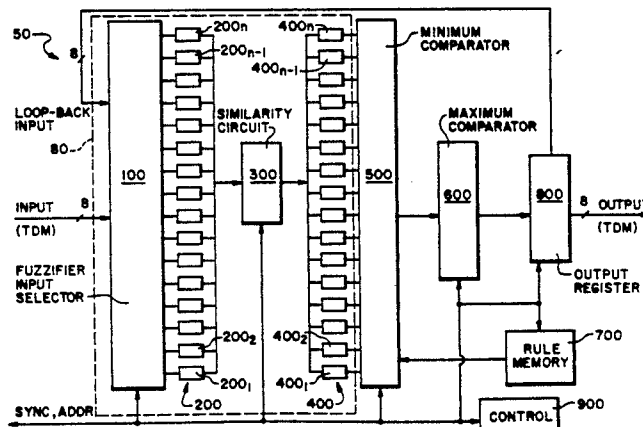 50
8
200n
200n-1
400n
400n-1
MINIMUM
COMPARATOR
LOOP-BACK
INPUT
80
SIMILARITY
CIRCUIT
MAXIMUM
COMPARATOR
100
300
500
600
800
INPUT
(TDM)
8
8
OUTPUT
(TDM)
FUZZIFIER
INPUT
SELECTOR
OUTPUT
REGISTER
200₂
400₂
RULE
MEMORY
700
200₁
200
400₁
400
SYNC, ADDR
CONTROL
900